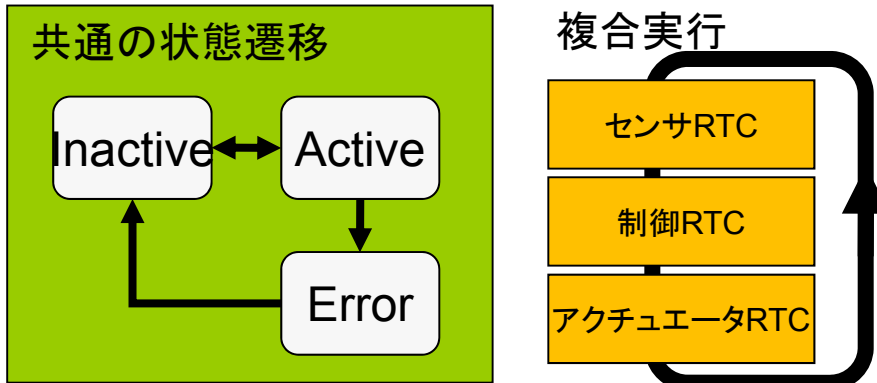 共通の状態遷移
Inactive
Active
Error
複合実行
センサRTC
制御RTC
アクチュエータRTC